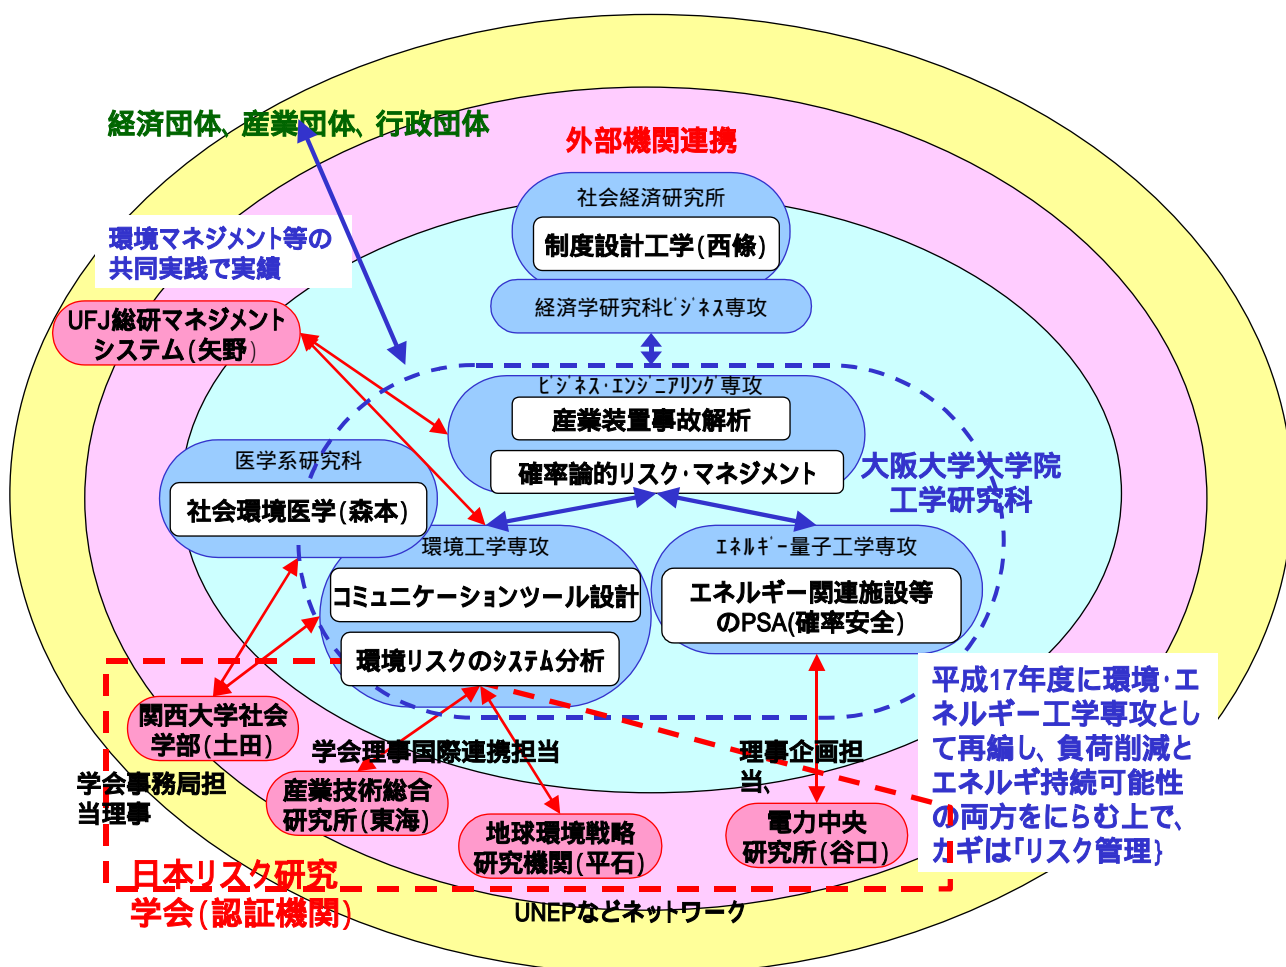 経済団体、産業団体、行政団体
外部機関連携
社会経済研究所
制度設計工学(西條)
環境マネジメント等の
共同実践で実績
経済学研究科ビジネス専攻
UFJ総研マネジメント
システム(矢野)
ビジネス・エンジニアリング専攻
産業装置事故解析
確率論的リスク・マネジメント
大阪大学大学院
工学研究科
医学系研究科
社会環境医学(森本)
環境工学専攻
コミュニケーションツール設計
環境リスクのシステム分析
エネルギー量子工学専攻
エネルギー関連施設等
のPSA(確率安全)
平成17年度に環境・エ
ネルギー工学専攻とし
て再編し、負荷削減と
エネルギ持続可能性
の両方をにらむ上で、
カギは「リスク管理}
関西大学社会
学部(土田)
学会事務局担
当理事
学会理事国際連携担当
産業技術総合
研究所(東海)
地球環境戦略
研究機関(平石)
理事企画担
当、
電力中央
研究所(谷口)
日本リスク研究
学会(認証機関)
UNEPなどネットワーク